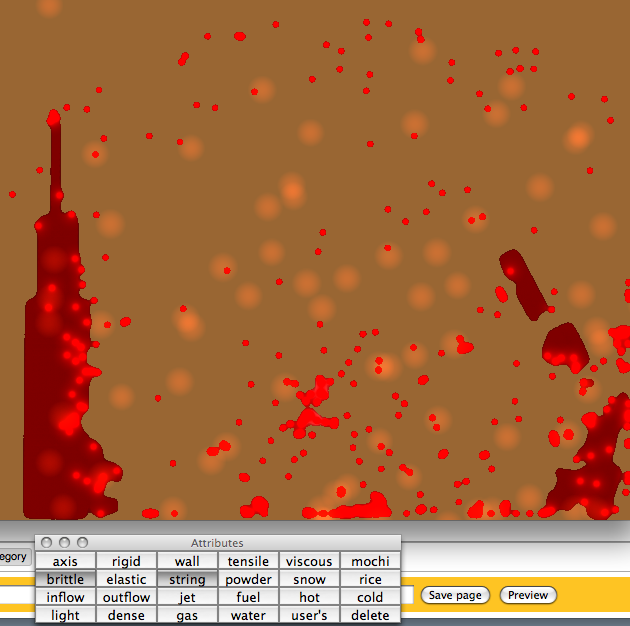 Attributes
egory
axis rigid wall tensile viscous mochi
brittle elastic string powder snow rice
inflow outflow jet fuel hot cold
light dense gas water user's delete
Save page Preview